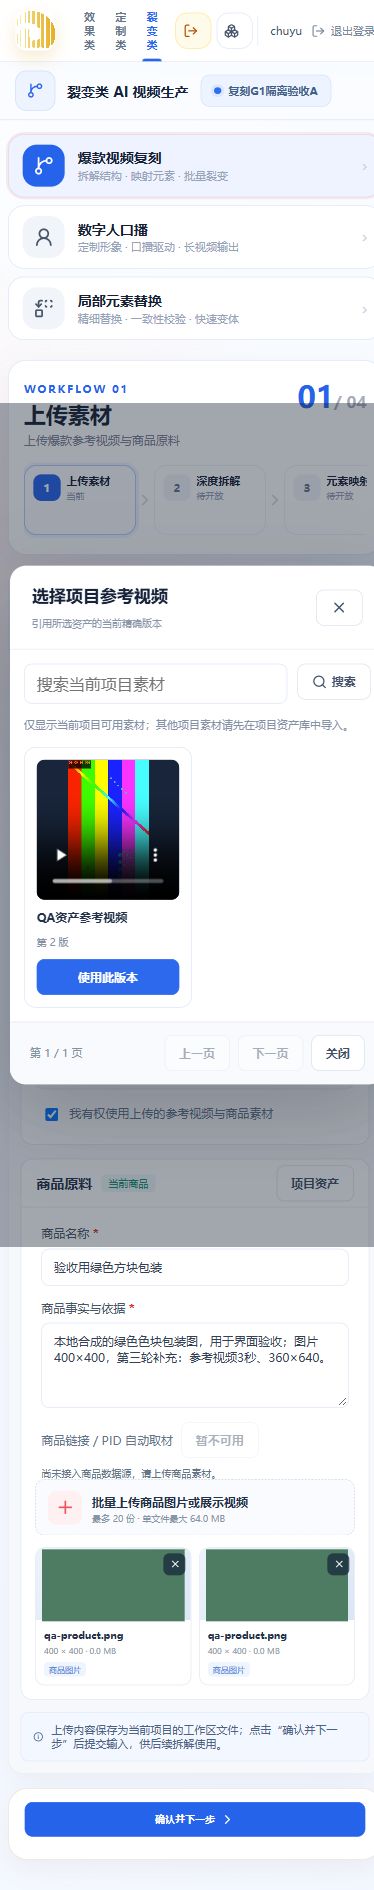 效果类
定制类
裂变类
chuyu
退出登录
裂变类 AI 视频生产
复刻G1隔离验收A
爆款视频复刻
拆解结构 · 映射元素 · 批量裂变
数字人口播
定制形象 · 口播驱动 · 长视频输出
局部元素替换
精细替换 · 一致性校验 · 快速变体
WORKFLOW 01
01 / 04
上传素材
上传爆款参考视频与商品原料
1 上传素材
当前
2 深度拆解
待开放
3 元素映射
待开放
选择项目参考视频
引用所选资产的当前精确版本
搜索当前项目素材
搜索
仅显示当前项目可用素材；其他项目素材请先在项目资产库中导入。
QA资产参考视频
第 2 版
使用此版本
第 1 / 1 页
上一页
下一页
关闭
我有权使用上传的参考视频与商品素材
商品原料
当前商品
项目资产
商品名称 *
验收用绿色方块包装
商品事实与依据 *
本地合成的绿色色块包装图，用于界面验收；图片
400×400，第三轮补充：参考视频3秒、360×640。
商品链接 / PID 自动取材
暂不可用
尚未接入商品数据源，请上传商品素材。
批量上传商品图片或展示视频
最多 20 份 · 单文件最大 64.0 MB
qa-product.png
400 × 400 · 0.0 MB
商品图片
qa-product.png
400 × 400 · 0.0 MB
商品图片
上传内容保存为当前项目的工作区文件；点击“确认并下一
步”后提交输入，供后续拆解使用。
确认并下一步